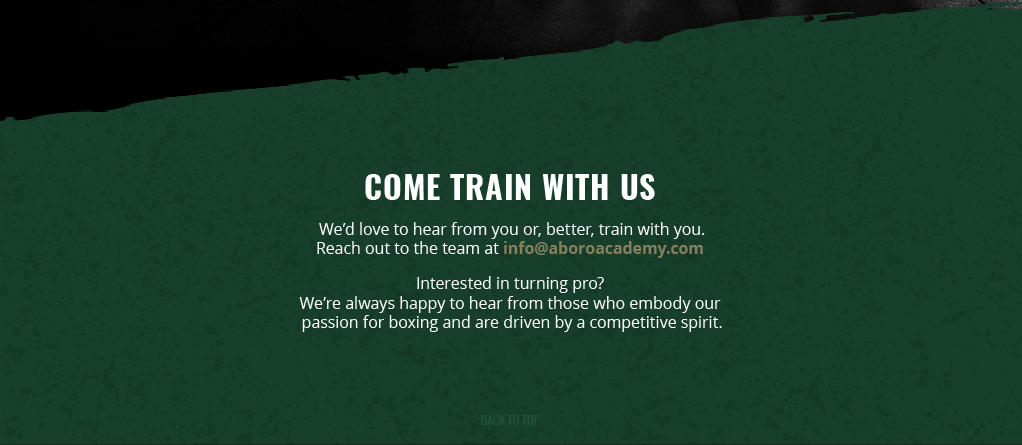 COME TRAIN WITH US
We’d love to hear from you or, better, train with you.
Reach out to the team at info@aboroacademy.com
Interested in turning pro?
We’re always happy to hear from those who embody our
passion for boxing and are driven by a competitive spirit.
BACK TO TOP